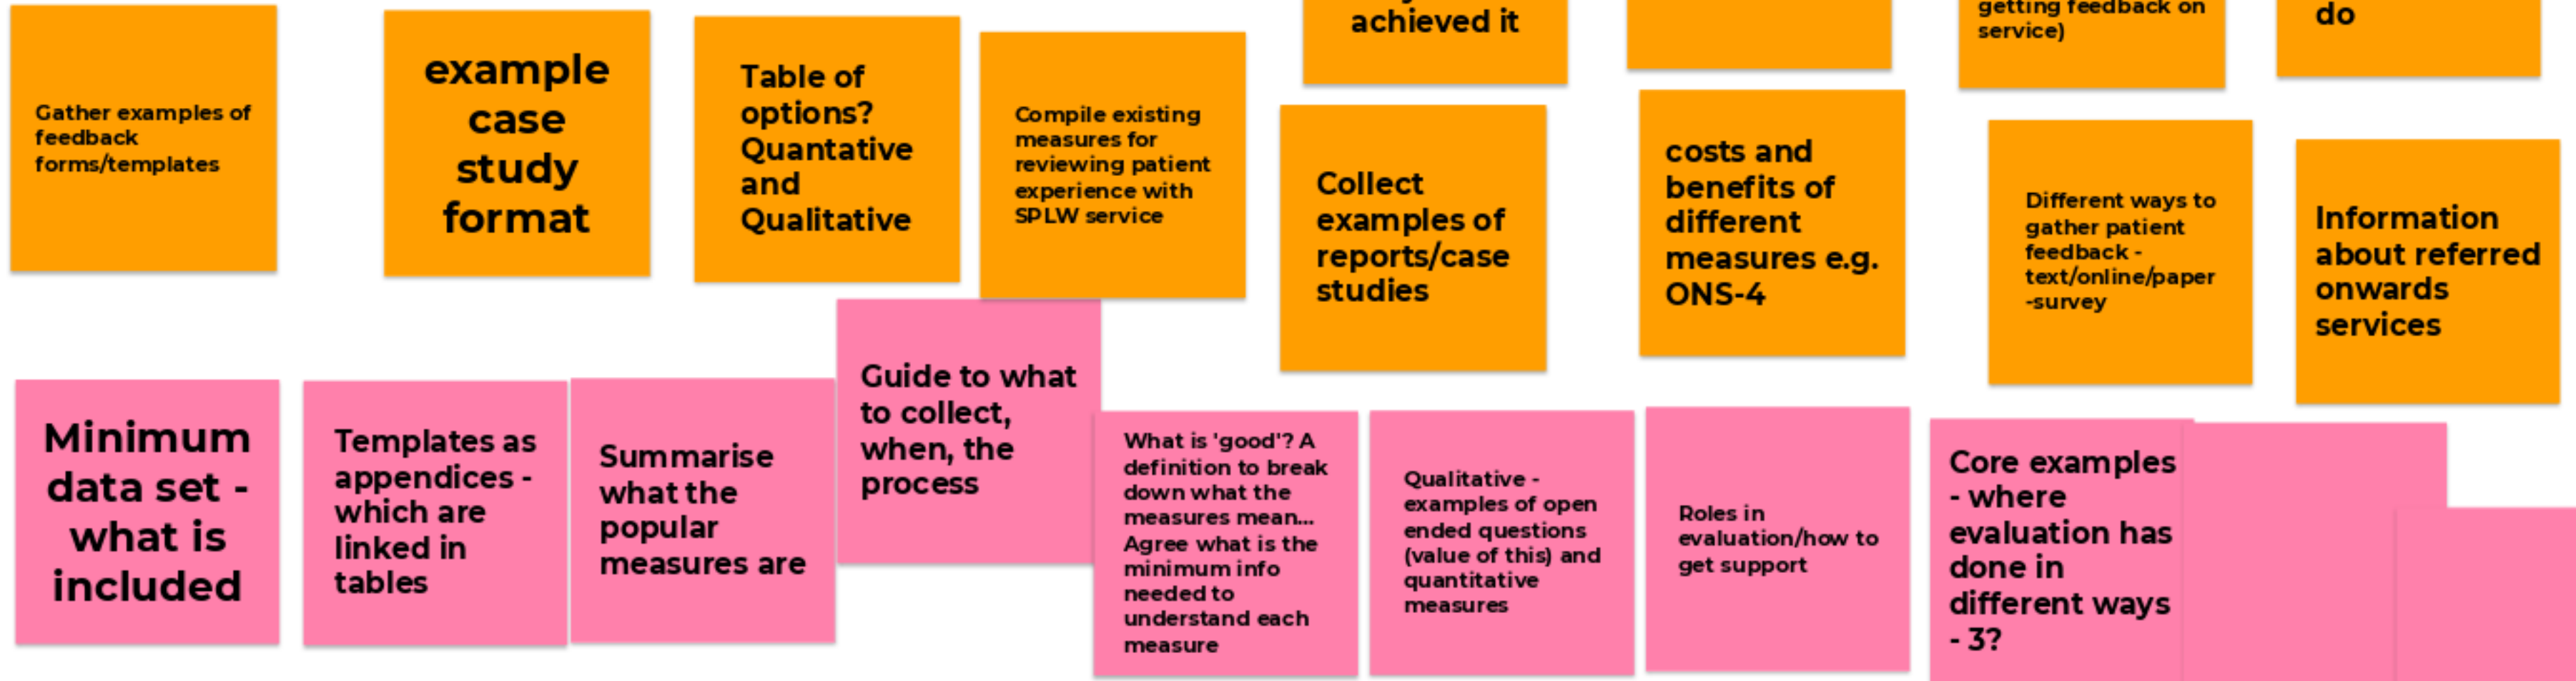 achieved it
getting feedback on
service)
do
Gather examples of
feedback
forms/templates
example
case
study
format
Table of
options?
Quantative
and
Qualitative
Compile existing
measures for
reviewing patient
experience with
SPLW service
Collect
examples of
reports/case
studies
costs and
benefits of
different
measures e.g.
ONS-4
Different ways to
gather patient
feedback -
text/online/paper
-survey
Information
about referred
onwards
services
Minimum
data set -
what is
included
Templates as
appendices -
which are
linked in
tables
Summarise
what the
popular
measures are
Guide to what
to collect,
when, the
process
What is 'good'? A
definition to break
down what the
measures mean...
Agree what is the
minimum info
needed to
understand each
measure
Qualitative -
examples of open
ended questions
(value of this) and
quantitative
measures
Roles in
evaluation/how to
get support
Core examples
- where
evaluation has
done in
different ways
- 3?